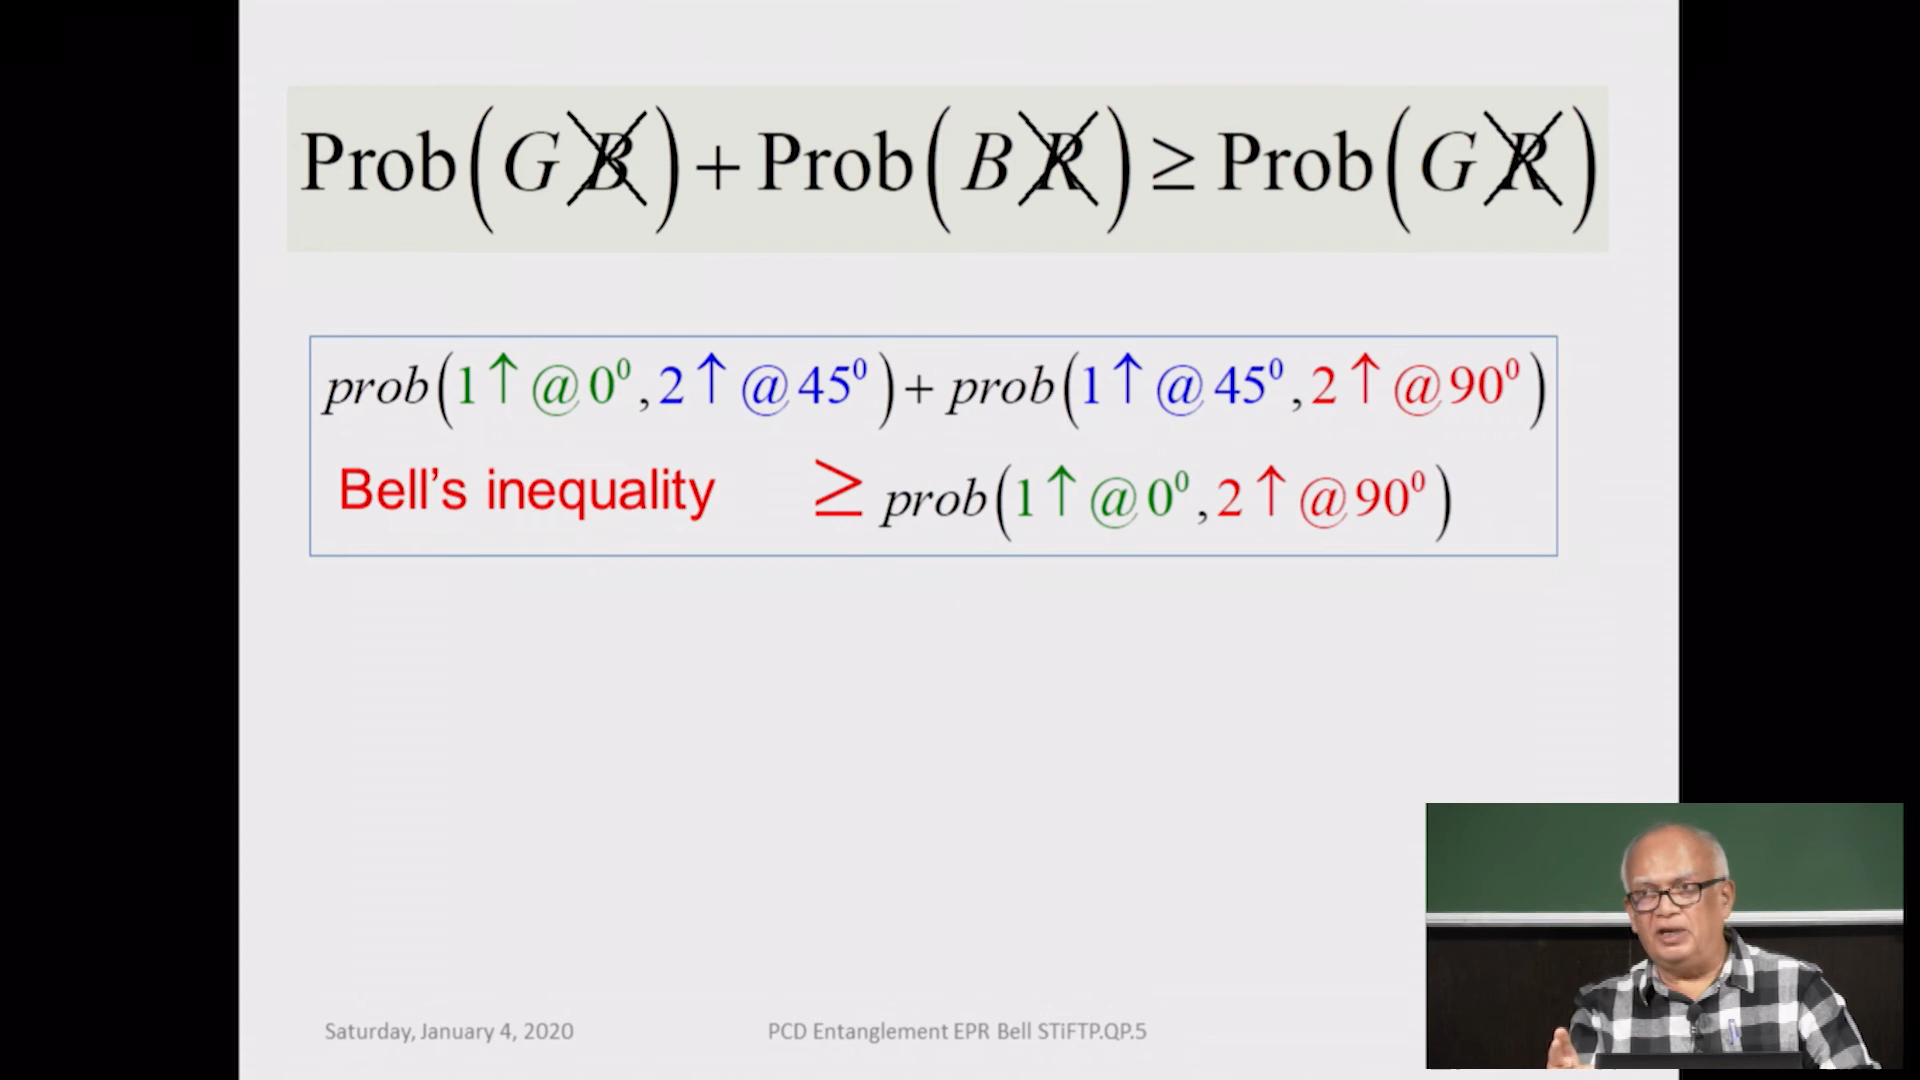 Prob(G B̸) + Prob(B R̸) ≥ Prob(G R̸)
prob(1↑@0⁰, 2↑@45⁰) + prob(1↑@45⁰, 2↑@90⁰)
Bell’s inequality ≥ prob(1↑@0⁰, 2↑@90⁰)
Saturday, January 4, 2020 PCD Entanglement EPR Bell STiFTP.QP.5